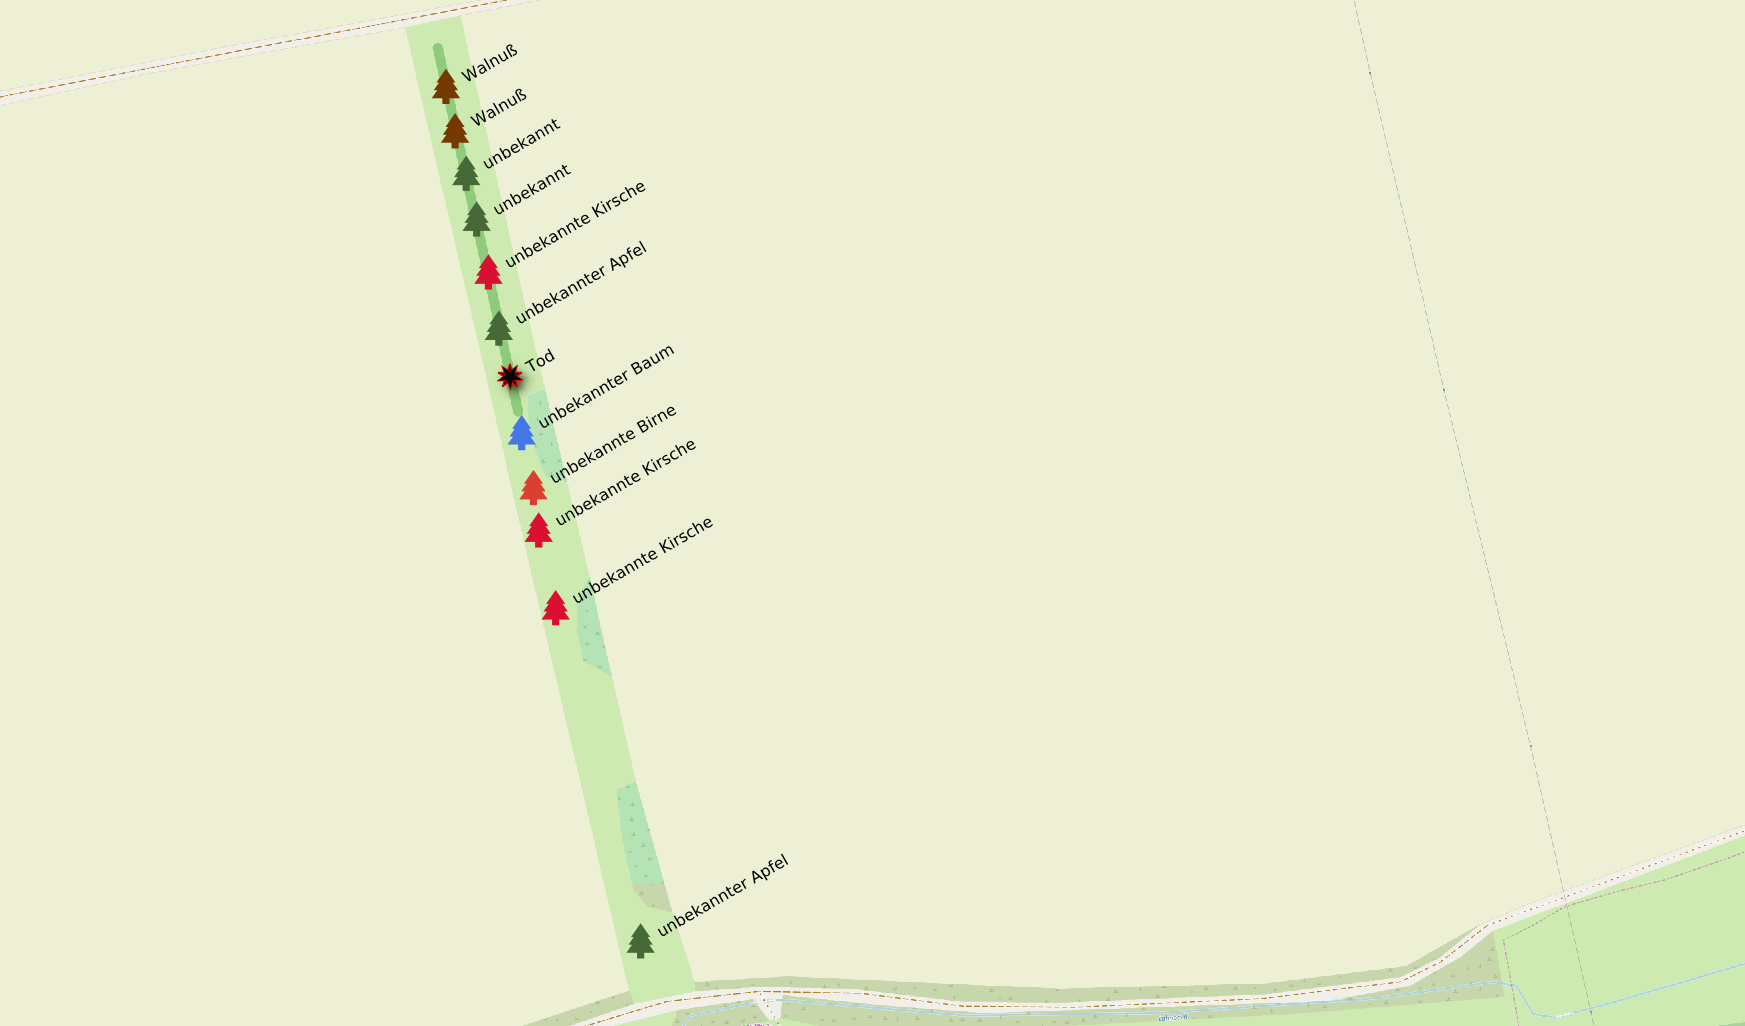 Walnuß
Walnuß
unbekannt
unbekannt
unbekannte Kirsche
unbekannter Apfel
Tod
unbekannter Baum
unbekannte Birne
unbekannte Kirsche
unbekannte Kirsche
unbekannter Apfel